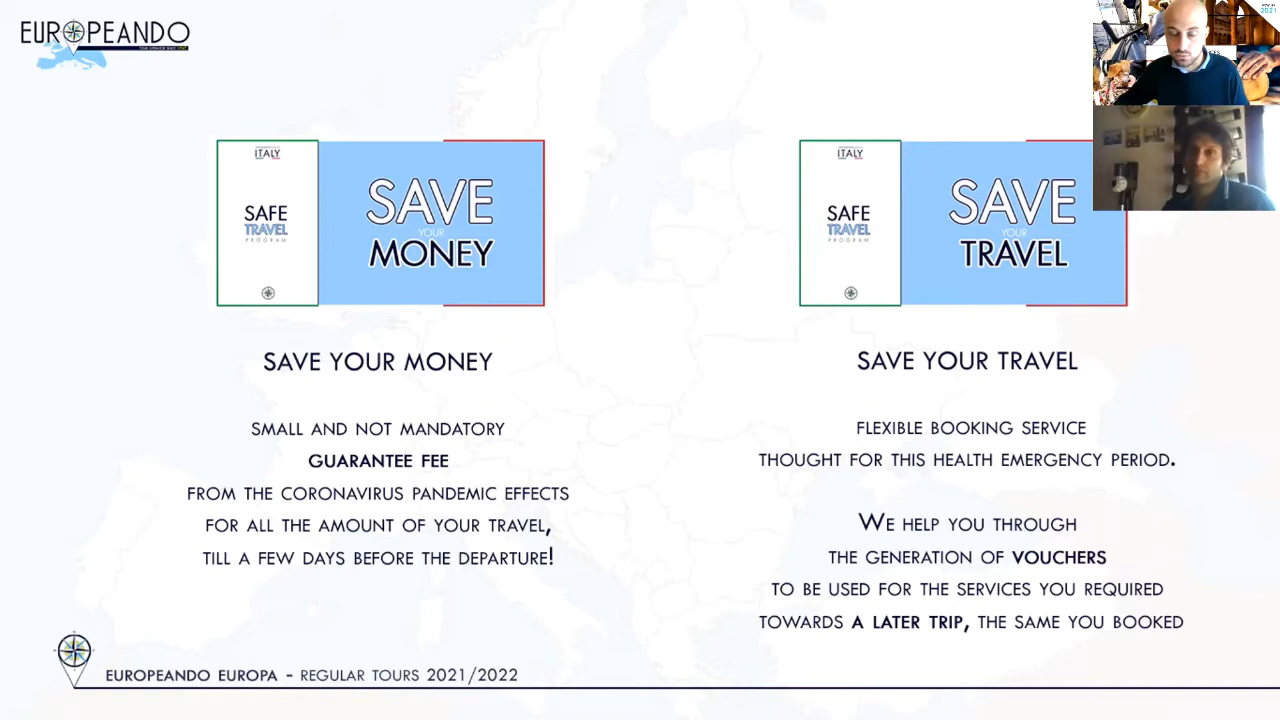 EUROPEANDO
ITALY
SAFE
TRAVEL
PROGRAM
SAVE
YOUR
MONEY
ITALY
SAFE
TRAVEL
PROGRAM
SAVE
YOUR
TRAVEL
2021
SAVE YOUR MONEY
SMALL AND NOT MANDATORY
GUARANTEE FEE
FROM THE CORONAVIRUS PANDEMIC EFFECTS
FOR ALL THE AMOUNT OF YOUR TRAVEL,
TILL A FEW DAYS BEFORE THE DEPARTURE!
SAVE YOUR TRAVEL
FLEXIBLE BOOKING SERVICE
THOUGHT FOR THIS HEALTH EMERGENCY PERIOD.
WE HELP YOU THROUGH
THE GENERATION OF VOUCHERS
TO BE USED FOR THE SERVICES YOU REQUIRED
TOWARDS A LATER TRIP, THE SAME YOU BOOKED
EUROPEANDO EUROPA - REGULAR TOURS 2021/2022